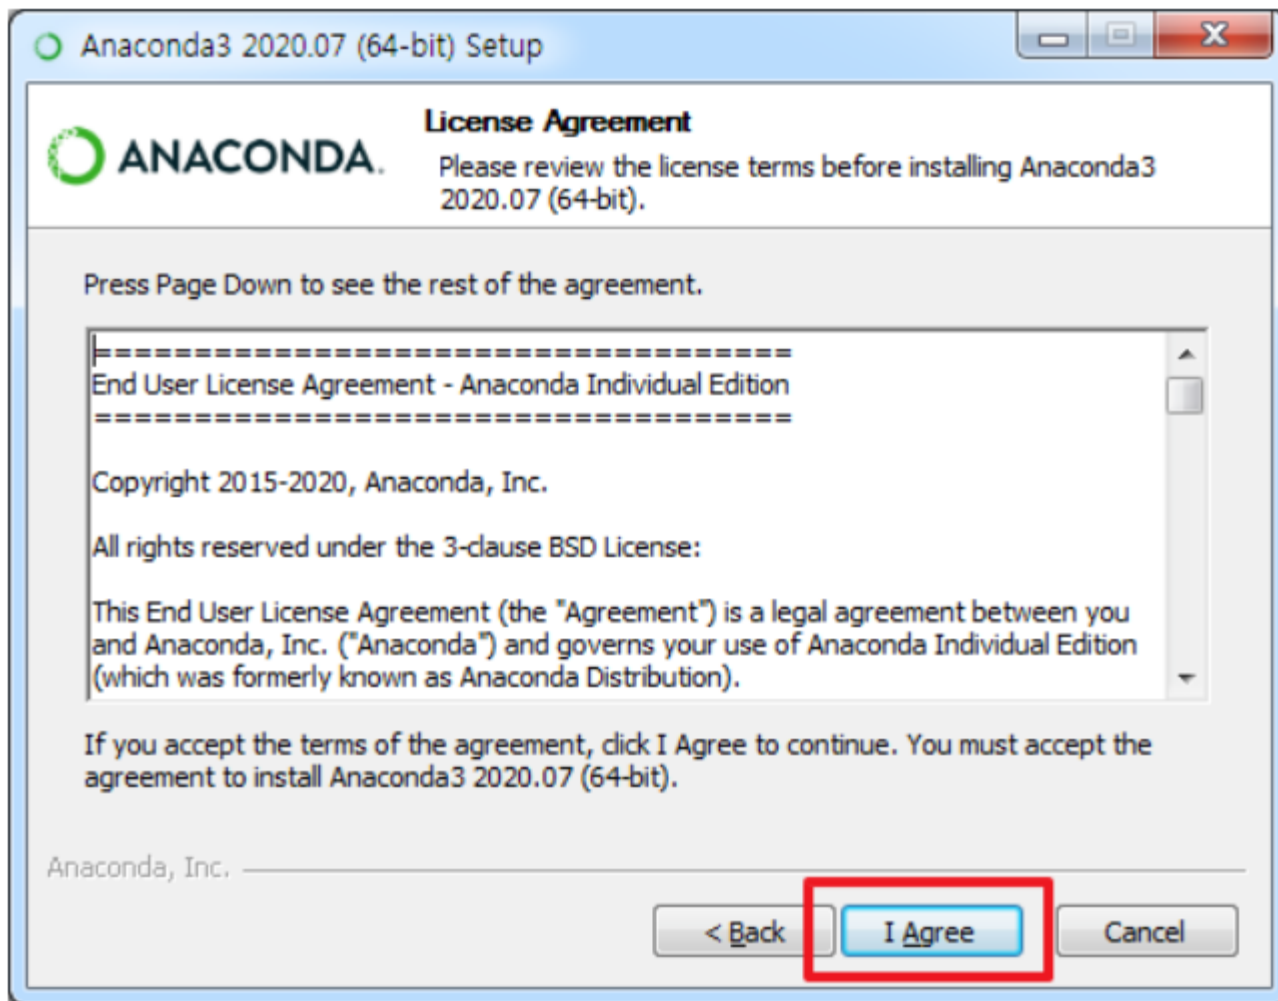 Anaconda3 2020.07 (64-bit) Setup
ANACONDA.
License Agreement
Please review the license terms before installing Anaconda3
2020.07 (64-bit).
Press Page Down to see the rest of the agreement.
===================================
End User License Agreement - Anaconda Individual Edition
===================================
Copyright 2015-2020, Anaconda, Inc.
All rights reserved under the 3-clause BSD License:
This End User License Agreement (the "Agreement") is a legal agreement between you
and Anaconda, Inc. ("Anaconda") and governs your use of Anaconda Individual Edition
(which was formerly known as Anaconda Distribution).
If you accept the terms of the agreement, click I Agree to continue. You must accept the
agreement to install Anaconda3 2020.07 (64-bit).
Anaconda, Inc.
< Back
I Agree
Cancel